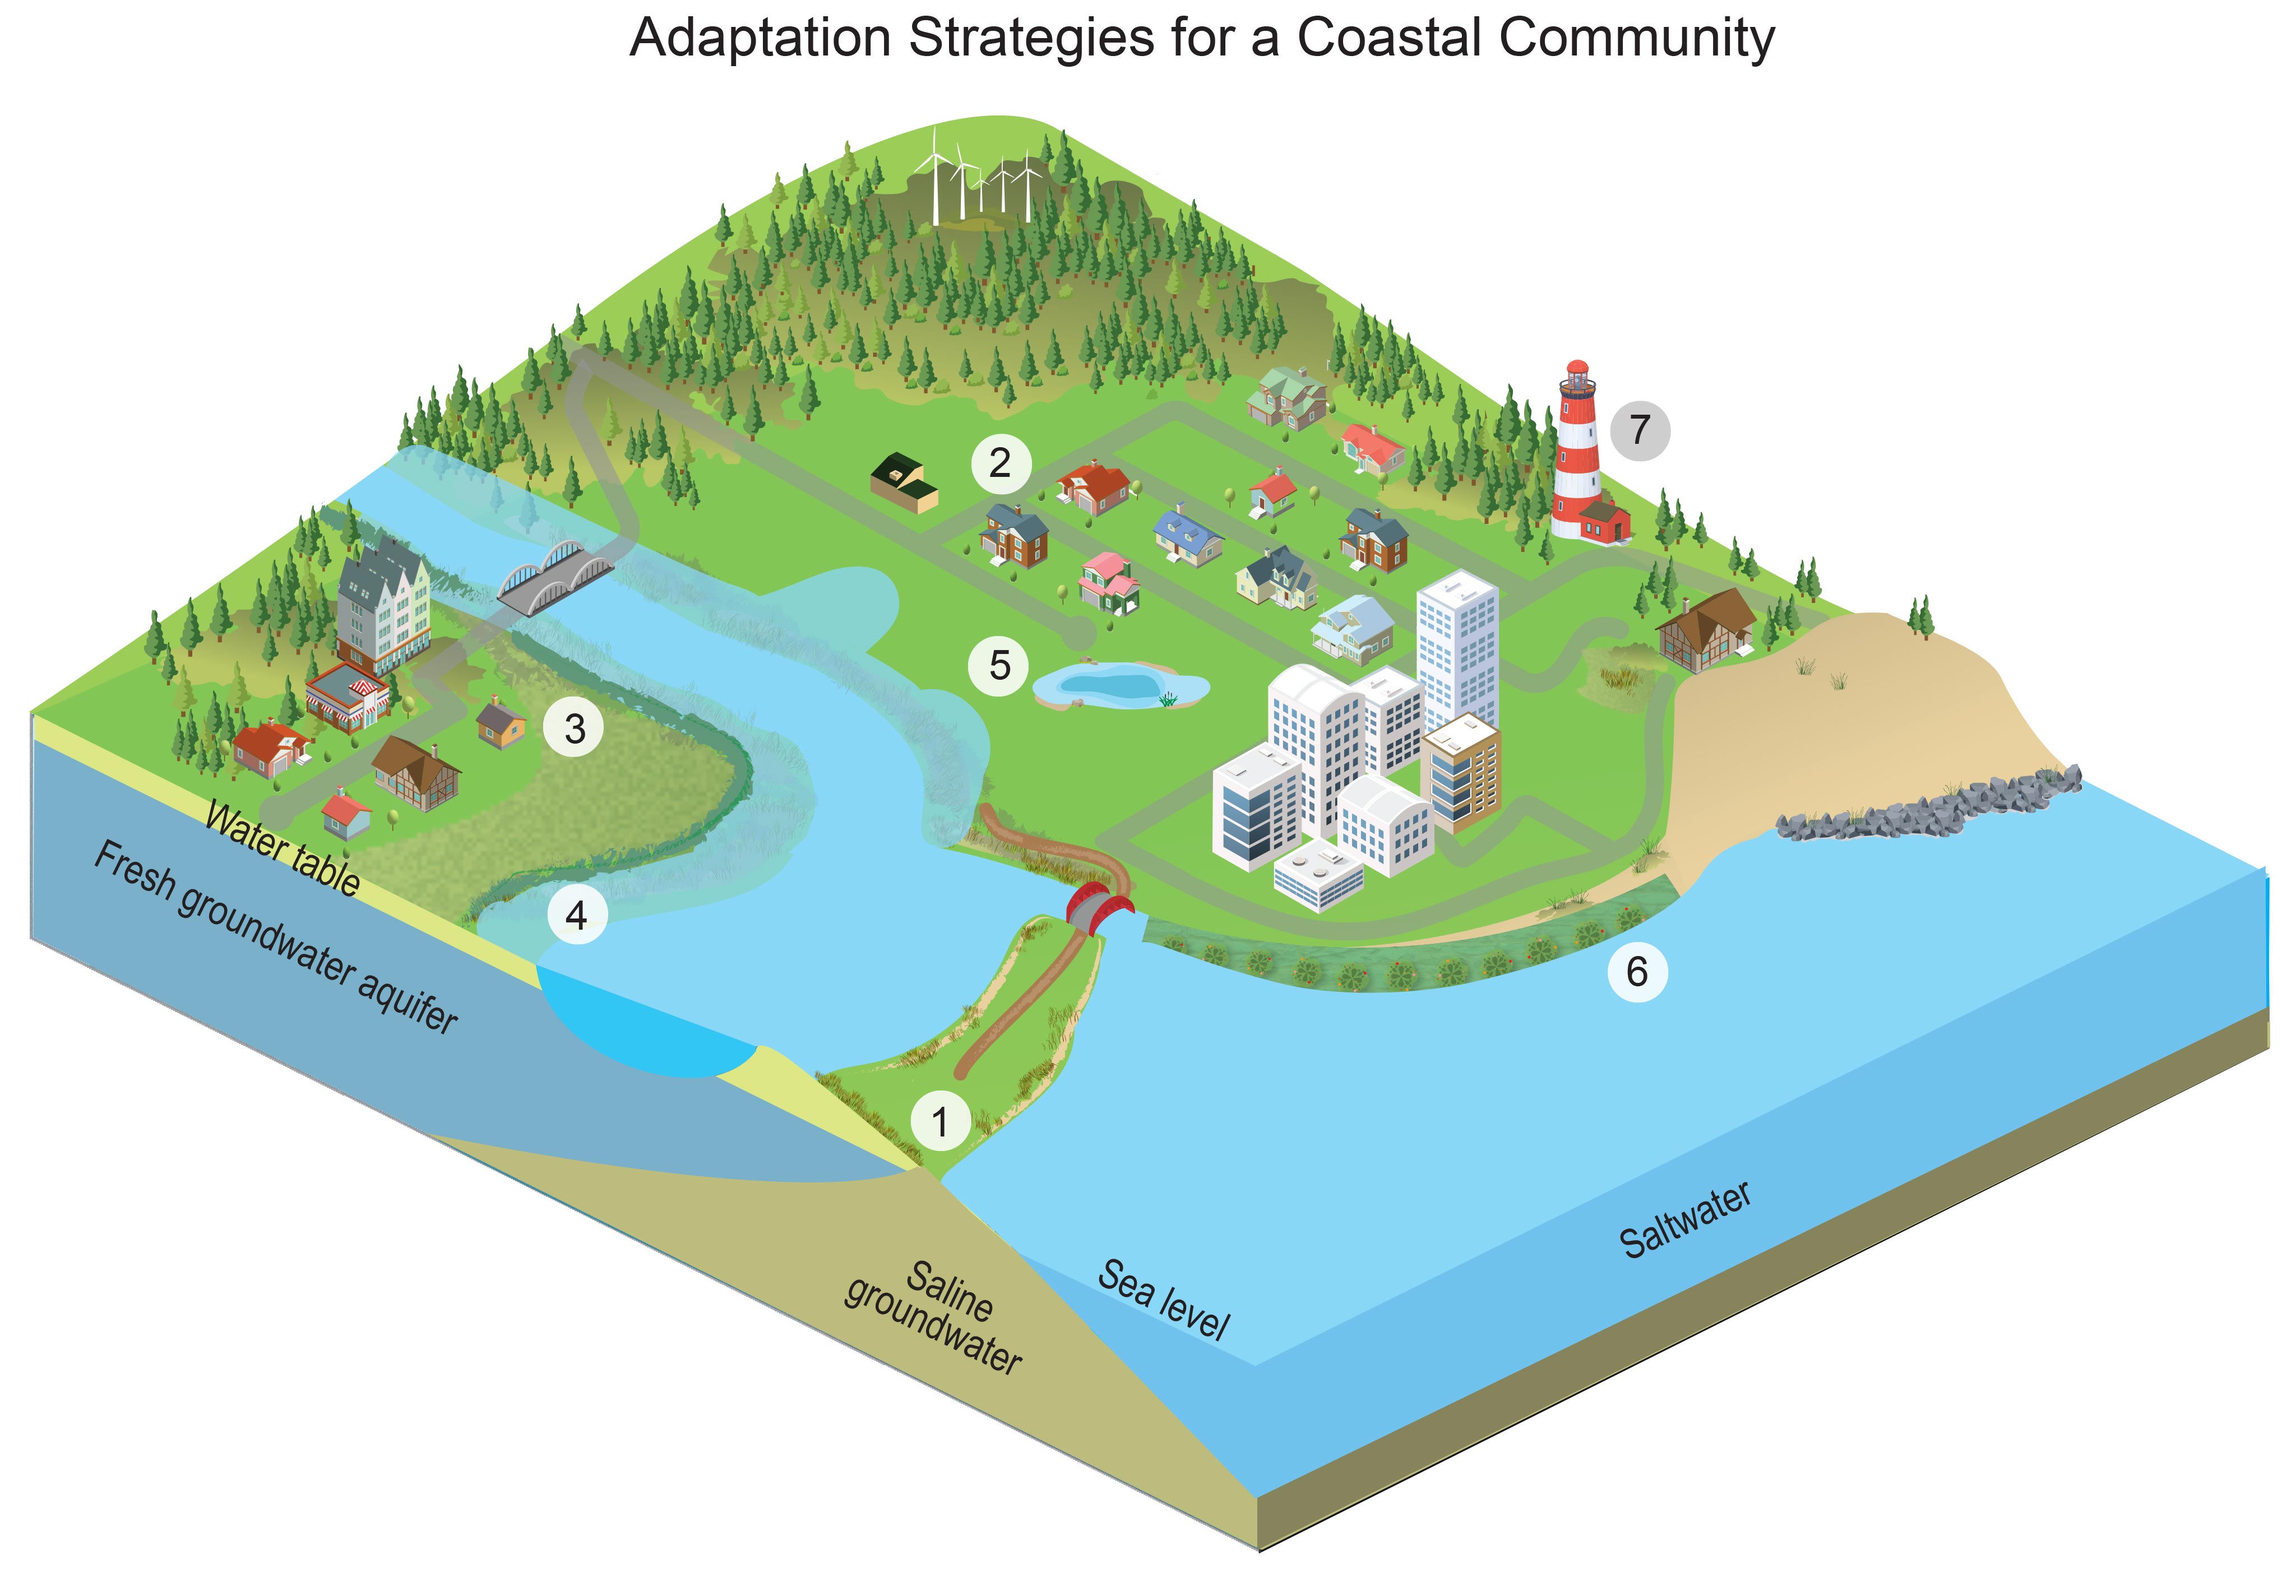 Adaptation Strategies for a Coastal Community
7
2
5
3
4
6
1
Water table
Fresh groundwater aquifer
Saline
groundwater
Sea level
Saltwater